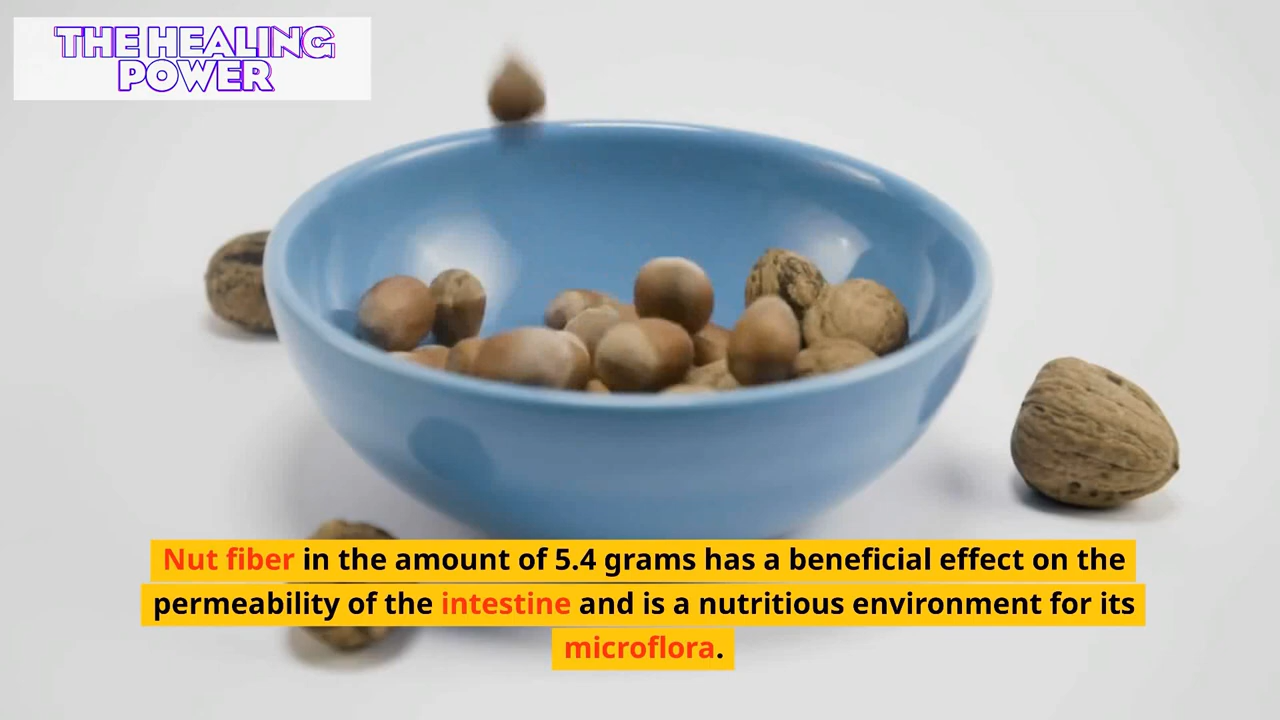 THE HEALING
POWER
Nut fiber in the amount of 5.4 grams has a beneficial effect on the
permeability of the intestine and is a nutritious environment for its
microflora.